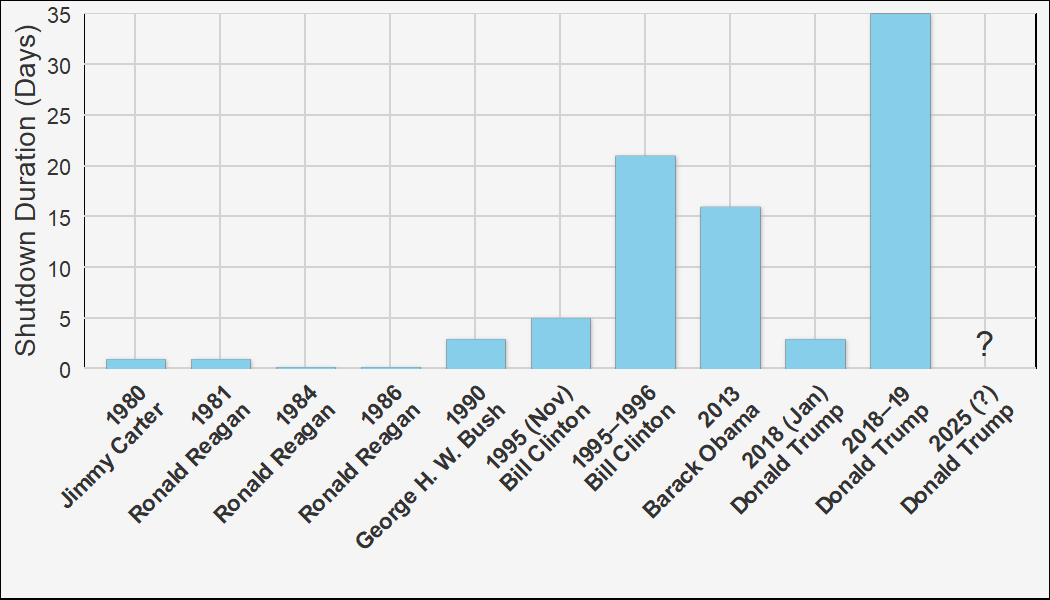 Shutdown Duration (Days)
35
30
25
20
15
10
5
0
?
1980
Jimmy Carter
1981
Ronald Reagan
1984
Ronald Reagan
1986
Ronald Reagan
1990
George H. W. Bush
1995 (Nov)
Bill Clinton
1995–1996
Bill Clinton
2013
Barack Obama
2018 (Jan)
Donald Trump
2018–19
Donald Trump
2025 (?)
Donald Trump